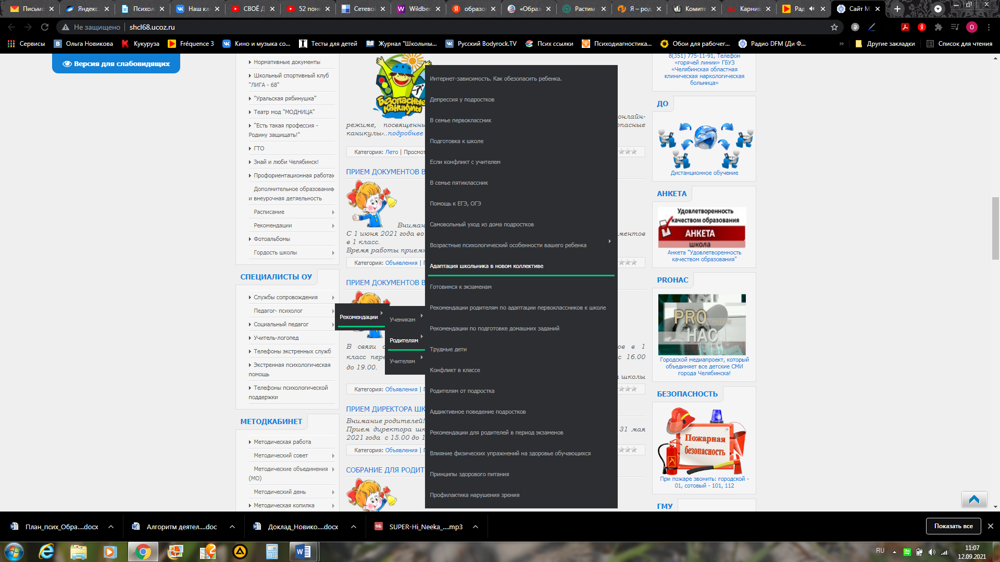 Письмо
Яндекс
Психол
Наш кл
СВОЁ Д
52 поне
Сетевой
Wildber
образо
«Образ
Растим
Я – род
Комите
Карнив
Рад
Сайт М
Не защищено
shcl68.ucoz.ru
Сервисы
Ольга Новикова
Кукуруза
Fréquence 3
Кино и музыка со...
Тесты для детей
Журнал "Школьны...
Русский Bodyrock.TV
Псих ссылки
Психодиагностика...
Обои для рабочег...
Радио DFM (Ди Ф...
»
Другие закладки
Список для чтения
Версия для слабовидящих
Нормативные документы
Школьный спортивный клуб
"ЛИГА - 68"
"Уральская рябинушка"
Театр мод "МОДНИЦА"
"Есть такая профессия -
Родину защищать!"
ГТО
Знай и люби Челябинск!
Профориентационная работа
Дополнительное образование
и внеурочная детяельность
Расписание
Рекомендации
Фотоальбомы
Гордость школы
СПЕЦИАЛИСТЫ ОУ
Службы сопровождения
Педагог- психолог
Социальный педагог
Учитель-логопед
Телефоны экстренных служб
Экстренная психологическая
помощь
Телефоны психологической
поддержки
МЕТОДКАБИНЕТ
Методическая работа
Методический совет
Методические объединения
(МО)
Методический день
Методическая копилка
Рекомендации
Ученикам
Родителям
Учителям
Безопасные
каникулы
онлайн-
режиме, посвященн
опасные
каникулы»..подробнее
Категория: Лето | Просмот
ПРИЕМ ДОКУМЕНТОВ В
Вниман
С 1 июня 2021 года во
ментов
в 1 класс.
Время работы приемн
Категория: Объявления |
ПРИЕМ ДОКУМЕНТОВ В
В связи с
ов в 1
класс пере
с 16.00
до 19.00.
школы
Категория: Объявления |
ПРИЕМ ДИРЕКТОРА ШК
Внимание родителей!
Прием директора шк
31 мая
2021 года с 15.00 до 1
Категория: Объявления |
СОБРАНИЕ ДЛЯ РОДИТ
Интернет-зависимость. Как обезопасить ребенка.
Депрессия у подростков
В семье первоклассник
Подготовка к школе
Если конфликт с учителем
В семье пятиклассник
Помощь к ЕГЭ, ОГЭ
Самовольный уход из дома подростков
Возрастные психологический особенности вашего ребенка
Адаптация школьника в новом коллективе
Готовимся к экзаменам
Рекомендации родителям по адаптации первоклассников к школе
Рекомендации по подготовке домашних заданий
Трудные дети
Конфликт в классе
Родителям от подростка
Аддиктивное поведение подростков
Рекомендации для родителей в период экзаменов
Влияние физических упражнений на здоровье обучающихся
Принципы здорового питания
Профилактика нарушения зрения
8(351) 775-11-91, Телефон
«горячей линии» ГБУЗ
«Челябинская областная
клиническая наркологическая
больница»
ДО
Дистанционное обучение
АНКЕТА
Удовлетворенность
качеством образования
АНКЕТА
школа
Анкета "Удовлетворенность
качеством образования"
PROНАС
PRO
НАС
Городской медиапроект, который
объединяет все детские СМИ
города Челябинска!
БЕЗОПАСНОСТЬ
Пожарная
безопасность
При пожаре звонить: городской -
01, сотовый - 101, 112
ГМУ
План_псих_Обра....docx
Алгоритм деятел....doc
Доклад_Новико....docx
SUPER-Hi_Neeka_....mp3
Показать все
RU
11:07
12.09.2021